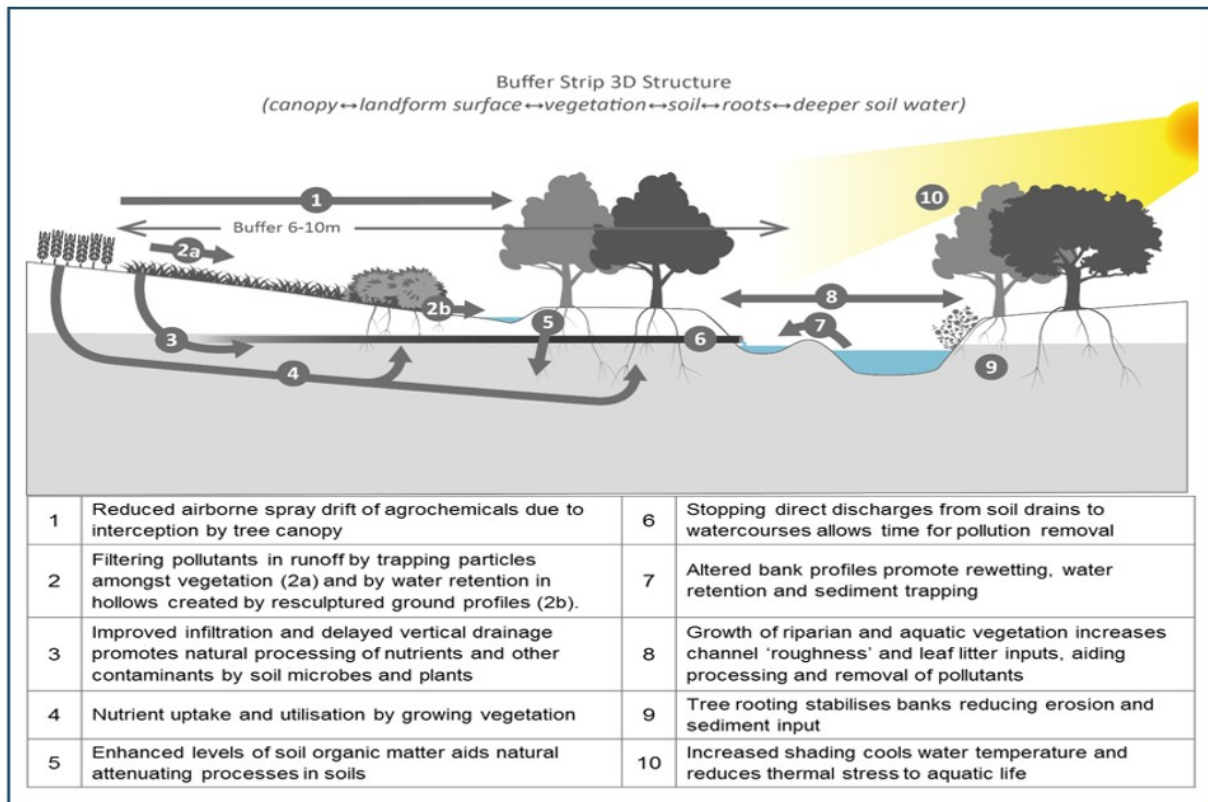 Buffer Strip 3D Structure
(canopy↔landform surface↔vegetation↔soil↔roots↔deeper soil water)
1
10
Buffer 6-10m
2a
2b
8
7
5
6
3
4
9
1
Reduced airborne spray drift of agrochemicals due to
interception by tree canopy
2
Filtering pollutants in runoff by trapping particles
amongst vegetation (2a) and by water retention in
hollows created by resculptured ground profiles (2b).
3
Improved infiltration and delayed vertical drainage
promotes natural processing of nutrients and other
contaminants by soil microbes and plants
4
Nutrient uptake and utilisation by growing vegetation
5
Enhanced levels of soil organic matter aids natural
attenuating processes in soils
6
Stopping direct discharges from soil drains to
watercourses allows time for pollution removal
7
Altered bank profiles promote rewetting, water
retention and sediment trapping
8
Growth of riparian and aquatic vegetation increases
channel ‘roughness’ and leaf litter inputs, aiding
processing and removal of pollutants
9
Tree rooting stabilises banks reducing erosion and
sediment input
10
Increased shading cools water temperature and
reduces thermal stress to aquatic life